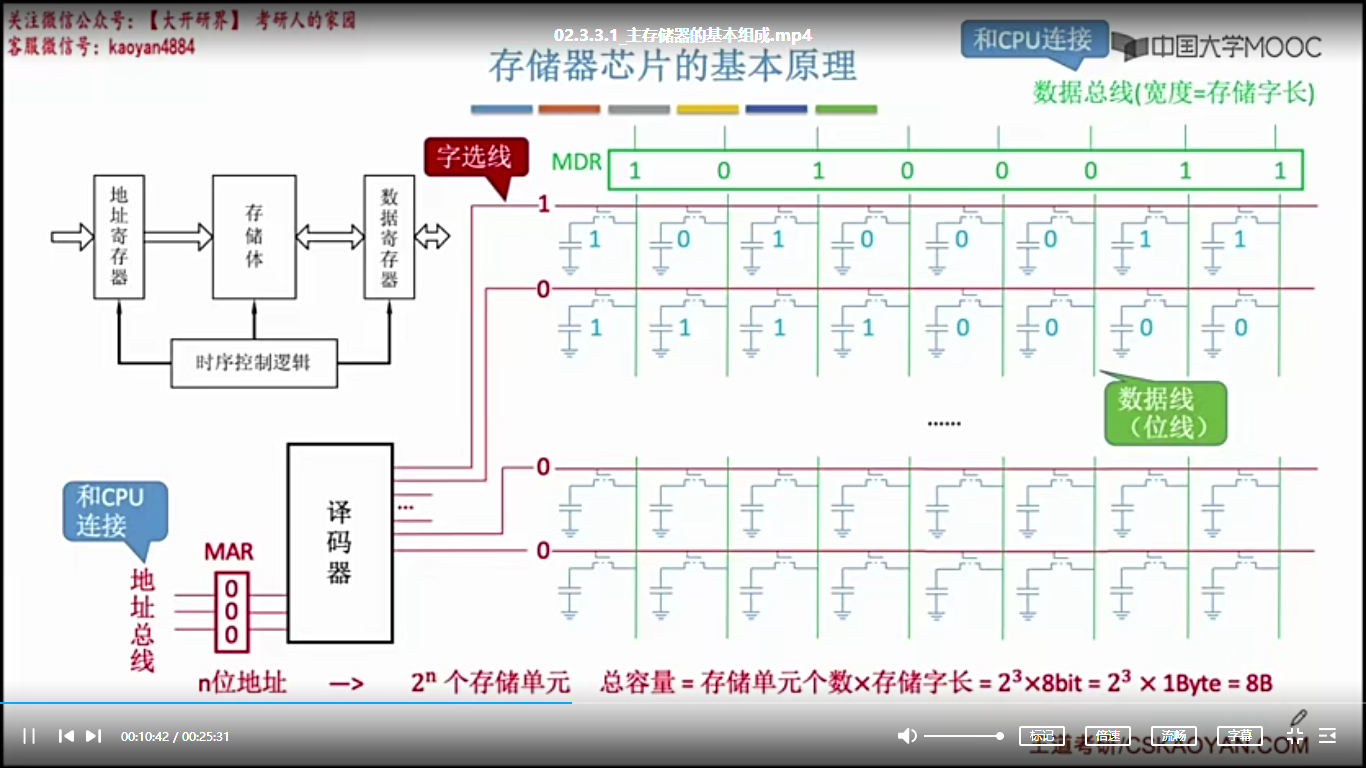 关注微信公众号：【大开研界】 考研人的家园
客服微信号：kaoyan4884
02.3.3.1_主存储器的基本组成.mp4
存储器芯片的基本原理
和CPU连接
中国大学MOOC
数据总线(宽度=存储字长)
字选线
MDR 1 0 1 0 0 0 1 1
地址寄存器
存储体
数据寄存器
时序控制逻辑
1
1 0 1 0 0 0 1 1
0
1 1 1 1 0 0 0 0
数据线
（位线）
......
0
0
译码器
...
和CPU
连接
MAR
0
0
0
地址总线
n位地址 —> 2ⁿ 个存储单元 总容量 = 存储单元个数×存储字长 = 2³×8bit = 2³ × 1Byte = 8B
00:10:42 / 00:25:31
标记
倍速
流畅
字幕
王道考研/CSKAOYAN.COM